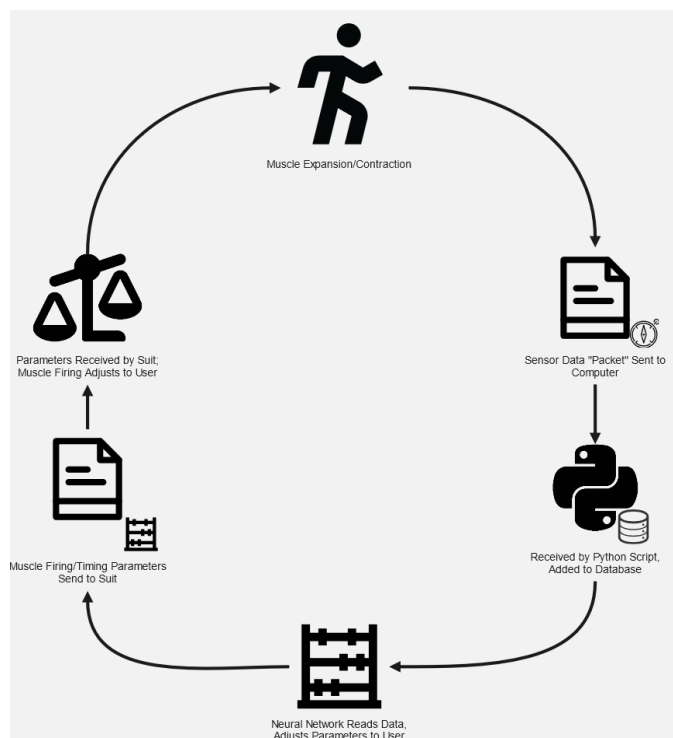 Muscle Expansion/Contraction
Sensor Data "Packet" Sent to
Computer
Received by Python Script,
Added to Database
Neural Network Reads Data,
Adjusts Parameters to User
Muscle Firing/Timing Parameters
Send to Suit
Parameters Received by Suit;
Muscle Firing Adjusts to User